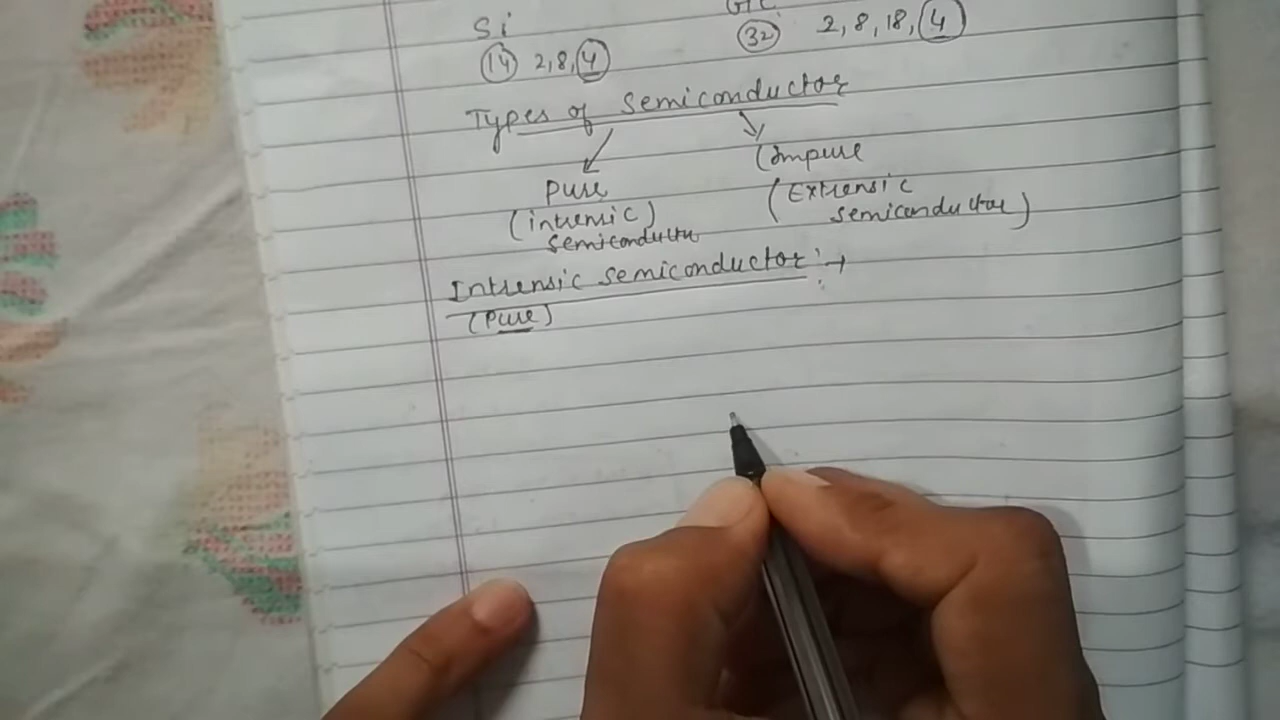 Si
(14) 2,8,(4)
(32) 2, 8, 18, (4)
Types of semiconductor
Pure
(intrensic)
semiconductor
(Impure
(Extrensic
semiconductor)
Intrensic semiconductor :→
(Pure)